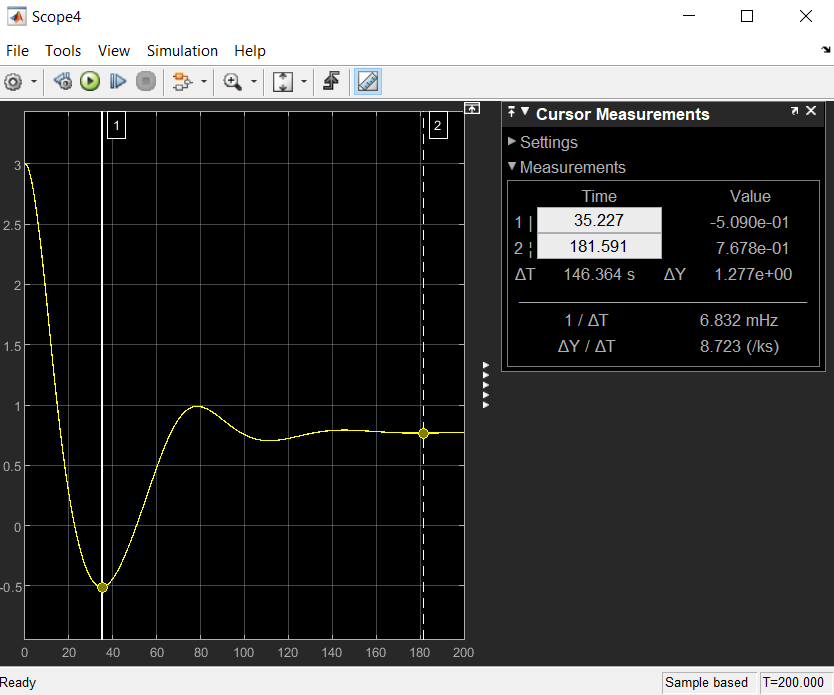 Scope4
File Tools View Simulation Help
1
2
3
2.5
2
1.5
1
0.5
0
-0.5
0 20 40 60 80 100 120 140 160 180 200
Cursor Measurements
Settings
Measurements
Time Value
1 | 35.227 -5.090e-01
2 ¦ 181.591 7.678e-01
ΔT 146.364 s ΔY 1.277e+00
1 / ΔT 6.832 mHz
ΔY / ΔT 8.723 (/ks)
Ready Sample based T=200.000